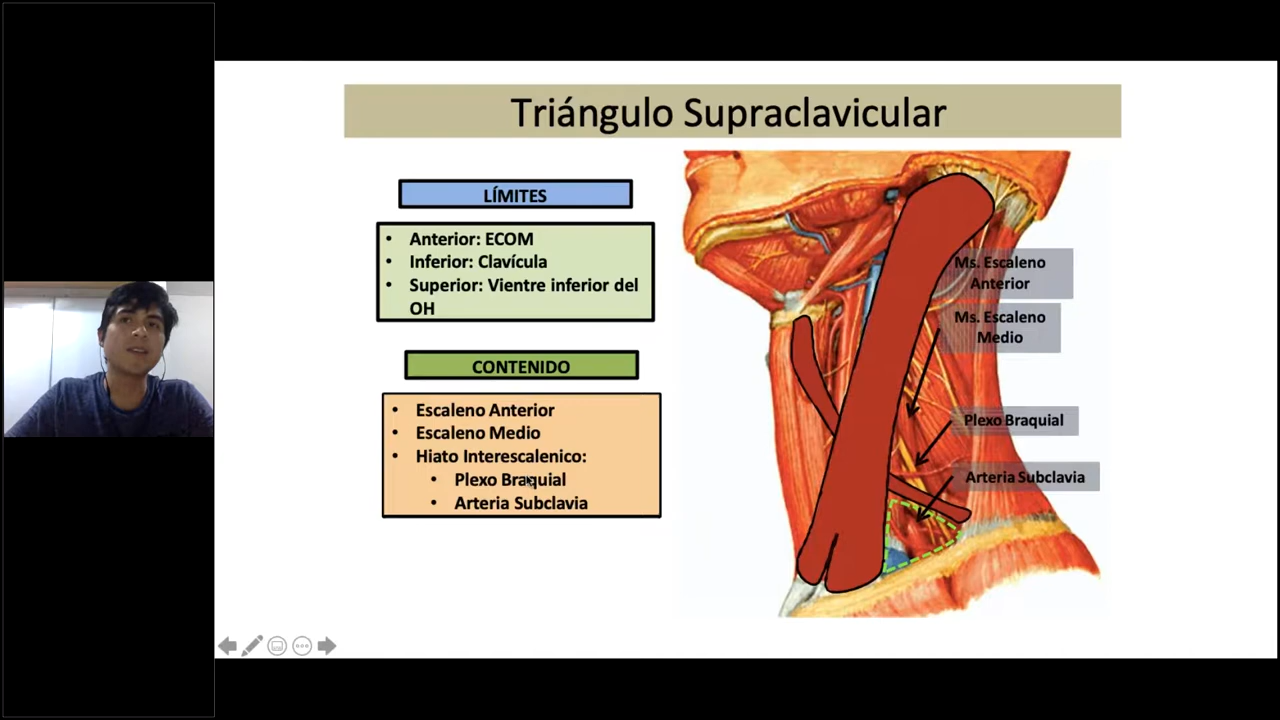 Triángulo Supraclavicular
LÍMITES
• Anterior: ECOM
• Inferior: Clavícula
• Superior: Vientre inferior del
OH
CONTENIDO
• Escaleno Anterior
• Escaleno Medio
• Hiato Interescalenico:
• Plexo Braquial
• Arteria Subclavia
Ms. Escaleno
Anterior
Ms. Escaleno
Medio
Plexo Braquial
Arteria Subclavia